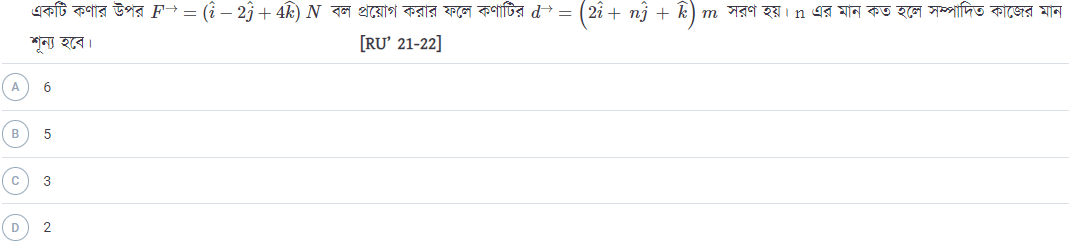 একটি কণার উপর F→ = (î − 2ĵ + 4k̂) N বল প্রয়োগ করার ফলে কণাটির d→ = (2î + nĵ + k̂) m সরণ হয়। n এর মান কত হলে সম্পাদিত কাজের মান
শূন্য হবে। [RU’ 21-22]
A 6
B 5
C 3
D 2